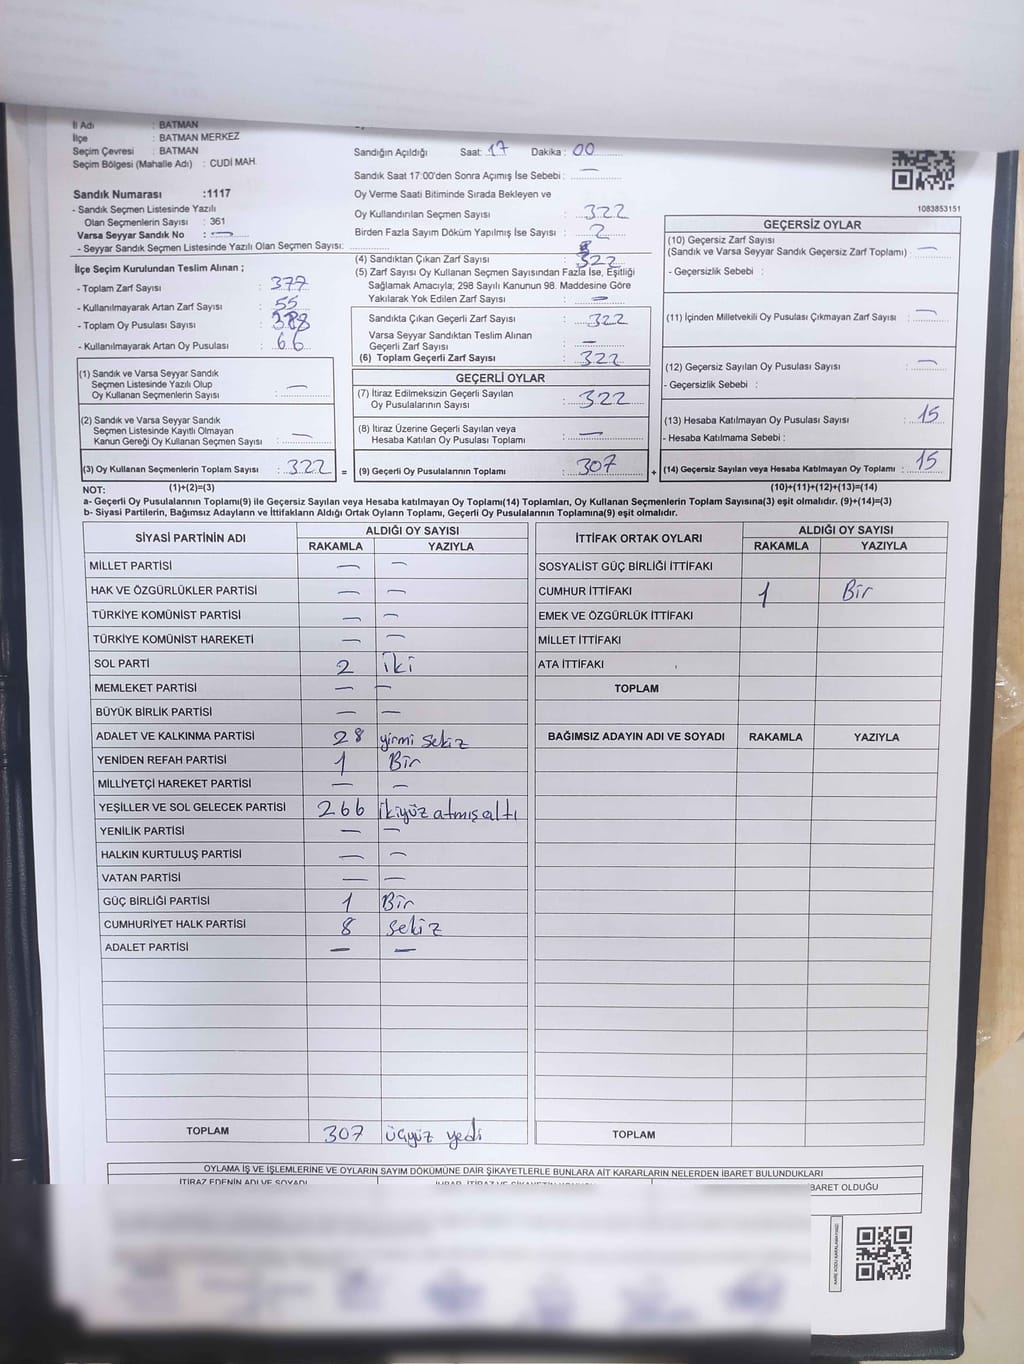 İl Adı : BATMAN
İlçe : BATMAN MERKEZ
Seçim Çevresi : BATMAN
Seçim Bölgesi (Mahalle Adı) : CUDİ MAH.
Sandık Numarası :1117
- Sandık Seçmen Listesinde Yazılı
Olan Seçmenlerin Sayısı : 361
Varsa Seyyar Sandık No : —
- Seyyar Sandık Seçmen Listesinde Yazılı Olan Seçmen Sayısı:
İlçe Seçim Kurulundan Teslim Alınan ;
- Toplam Zarf Sayısı : 377
- Kullanılmayarak Artan Zarf Sayısı : 55
- Toplam Oy Pusulası Sayısı : 388
- Kullanılmayarak Artan Oy Pusulası : 66
(1) Sandık ve Varsa Seyyar Sandık
Seçmen Listesinde Yazılı Olup
Oy Kullanan Seçmenlerin Sayısı : —
(2) Sandık ve Varsa Seyyar Sandık
Seçmen Listesinde Kayıtlı Olmayan
Kanun Gereği Oy Kullanan Seçmen Sayısı : —
(3) Oy Kullanan Seçmenlerin Toplam Sayısı : 322 =
(1)+(2)=(3)
Sandığın Açıldığı Saat: 17 Dakika : 00
Sandık Saat 17:00'den Sonra Açımış İse Sebebi : —
Oy Verme Saati Bitiminde Sırada Bekleyen ve
Oy Kullandırılan Seçmen Sayısı : 322
Birden Fazla Sayım Döküm Yapılmış İse Sayısı : 2
(4) Sandıktan Çıkan Zarf Sayısı : 322
(5) Zarf Sayısı Oy Kullanan Seçmen Sayısından Fazla İse, Eşitliği
Sağlamak Amacıyla; 298 Sayılı Kanunun 98. Maddesine Göre
Yakılarak Yok Edilen Zarf Sayısı : —
Sandıkta Çıkan Geçerli Zarf Sayısı : 322
Varsa Seyyar Sandıktan Teslim Alınan
Geçerli Zarf Sayısı : —
(6) Toplam Geçerli Zarf Sayısı : 322
GEÇERLİ OYLAR
(7) İtiraz Edilmeksizin Geçerli Sayılan
Oy Pusulalarının Sayısı : 322
(8) İtiraz Üzerine Geçerli Sayılan veya
Hesaba Katılan Oy Pusulaları Toplamı : —
(9) Geçerli Oy Pusulalarının Toplamı : 307 +
1083853151
GEÇERSİZ OYLAR
(10) Geçersiz Zarf Sayısı
(Sandık ve Varsa Seyyar Sandık Geçersiz Zarf Toplamı) : —
- Geçersizlik Sebebi :
(11) İçinden Milletvekili Oy Pusulası Çıkmayan Zarf Sayısı : —
(12) Geçersiz Sayılan Oy Pusulası Sayısı : —
- Geçersizlik Sebebi :
(13) Hesaba Katılmayan Oy Pusulası Sayısı : 15
- Hesaba Katılmama Sebebi :
(14) Geçersiz Sayılan veya Hesaba Katılmayan Oy Toplamı : 15
(10)+(11)+(12)+(13)=(14)
NOT:
a- Geçerli Oy Pusulalarının Toplamı(9) ile Geçersiz Sayılan veya Hesaba katılmayan Oy Toplamı(14) Toplamları, Oy Kullanan Seçmenlerin Toplam Sayısına(3) eşit olmalıdır. (9)+(14)=(3)
b- Siyasi Partilerin, Bağımsız Adayların ve İttifakların Aldığı Ortak Oyların Toplamı, Geçerli Oy Pusulalarının Toplamına(9) eşit olmalıdır.
SİYASİ PARTİNİN ADI ALDIĞI OY SAYISI
RAKAMLA YAZIYLA
MİLLET PARTİSİ — —
HAK VE ÖZGÜRLÜKLER PARTİSİ — —
TÜRKİYE KOMÜNİST PARTİSİ — —
TÜRKİYE KOMÜNİST HAREKETİ — —
SOL PARTİ 2 iki
MEMLEKET PARTİSİ — —
BÜYÜK BİRLİK PARTİSİ — —
ADALET VE KALKINMA PARTİSİ 28 yirmi sekiz
YENİDEN REFAH PARTİSİ 1 Bir
MİLLİYETÇİ HAREKET PARTİSİ — —
YEŞİLLER VE SOL GELECEK PARTİSİ 266 ikiyüz atmış altı
YENİLİK PARTİSİ — —
HALKIN KURTULUŞ PARTİSİ — —
VATAN PARTİSİ — —
GÜÇ BİRLİĞİ PARTİSİ 1 Bir
CUMHURİYET HALK PARTİSİ 8 sekiz
ADALET PARTİSİ — —
TOPLAM 307 üçyüz yedi
İTTİFAK ORTAK OYLARI ALDIĞI OY SAYISI
RAKAMLA YAZIYLA
SOSYALİST GÜÇ BİRLİĞİ İTTİFAKI
CUMHUR İTTİFAKI 1 Bir
EMEK VE ÖZGÜRLÜK İTTİFAKI
MİLLET İTTİFAKI
ATA İTTİFAKI
TOPLAM
BAĞIMSIZ ADAYIN ADI VE SOYADI RAKAMLA YAZIYLA
TOPLAM
OYLAMA İŞ VE İŞLEMLERİNE VE OYLARIN SAYIM DÖKÜMÜNE DAİR ŞİKAYETLERLE BUNLARA AİT KARARLARIN NELERDEN İBARET BULUNDUKLARI
İTİRAZ EDENİN ADI VE SOYADI
BARET OLDUĞU